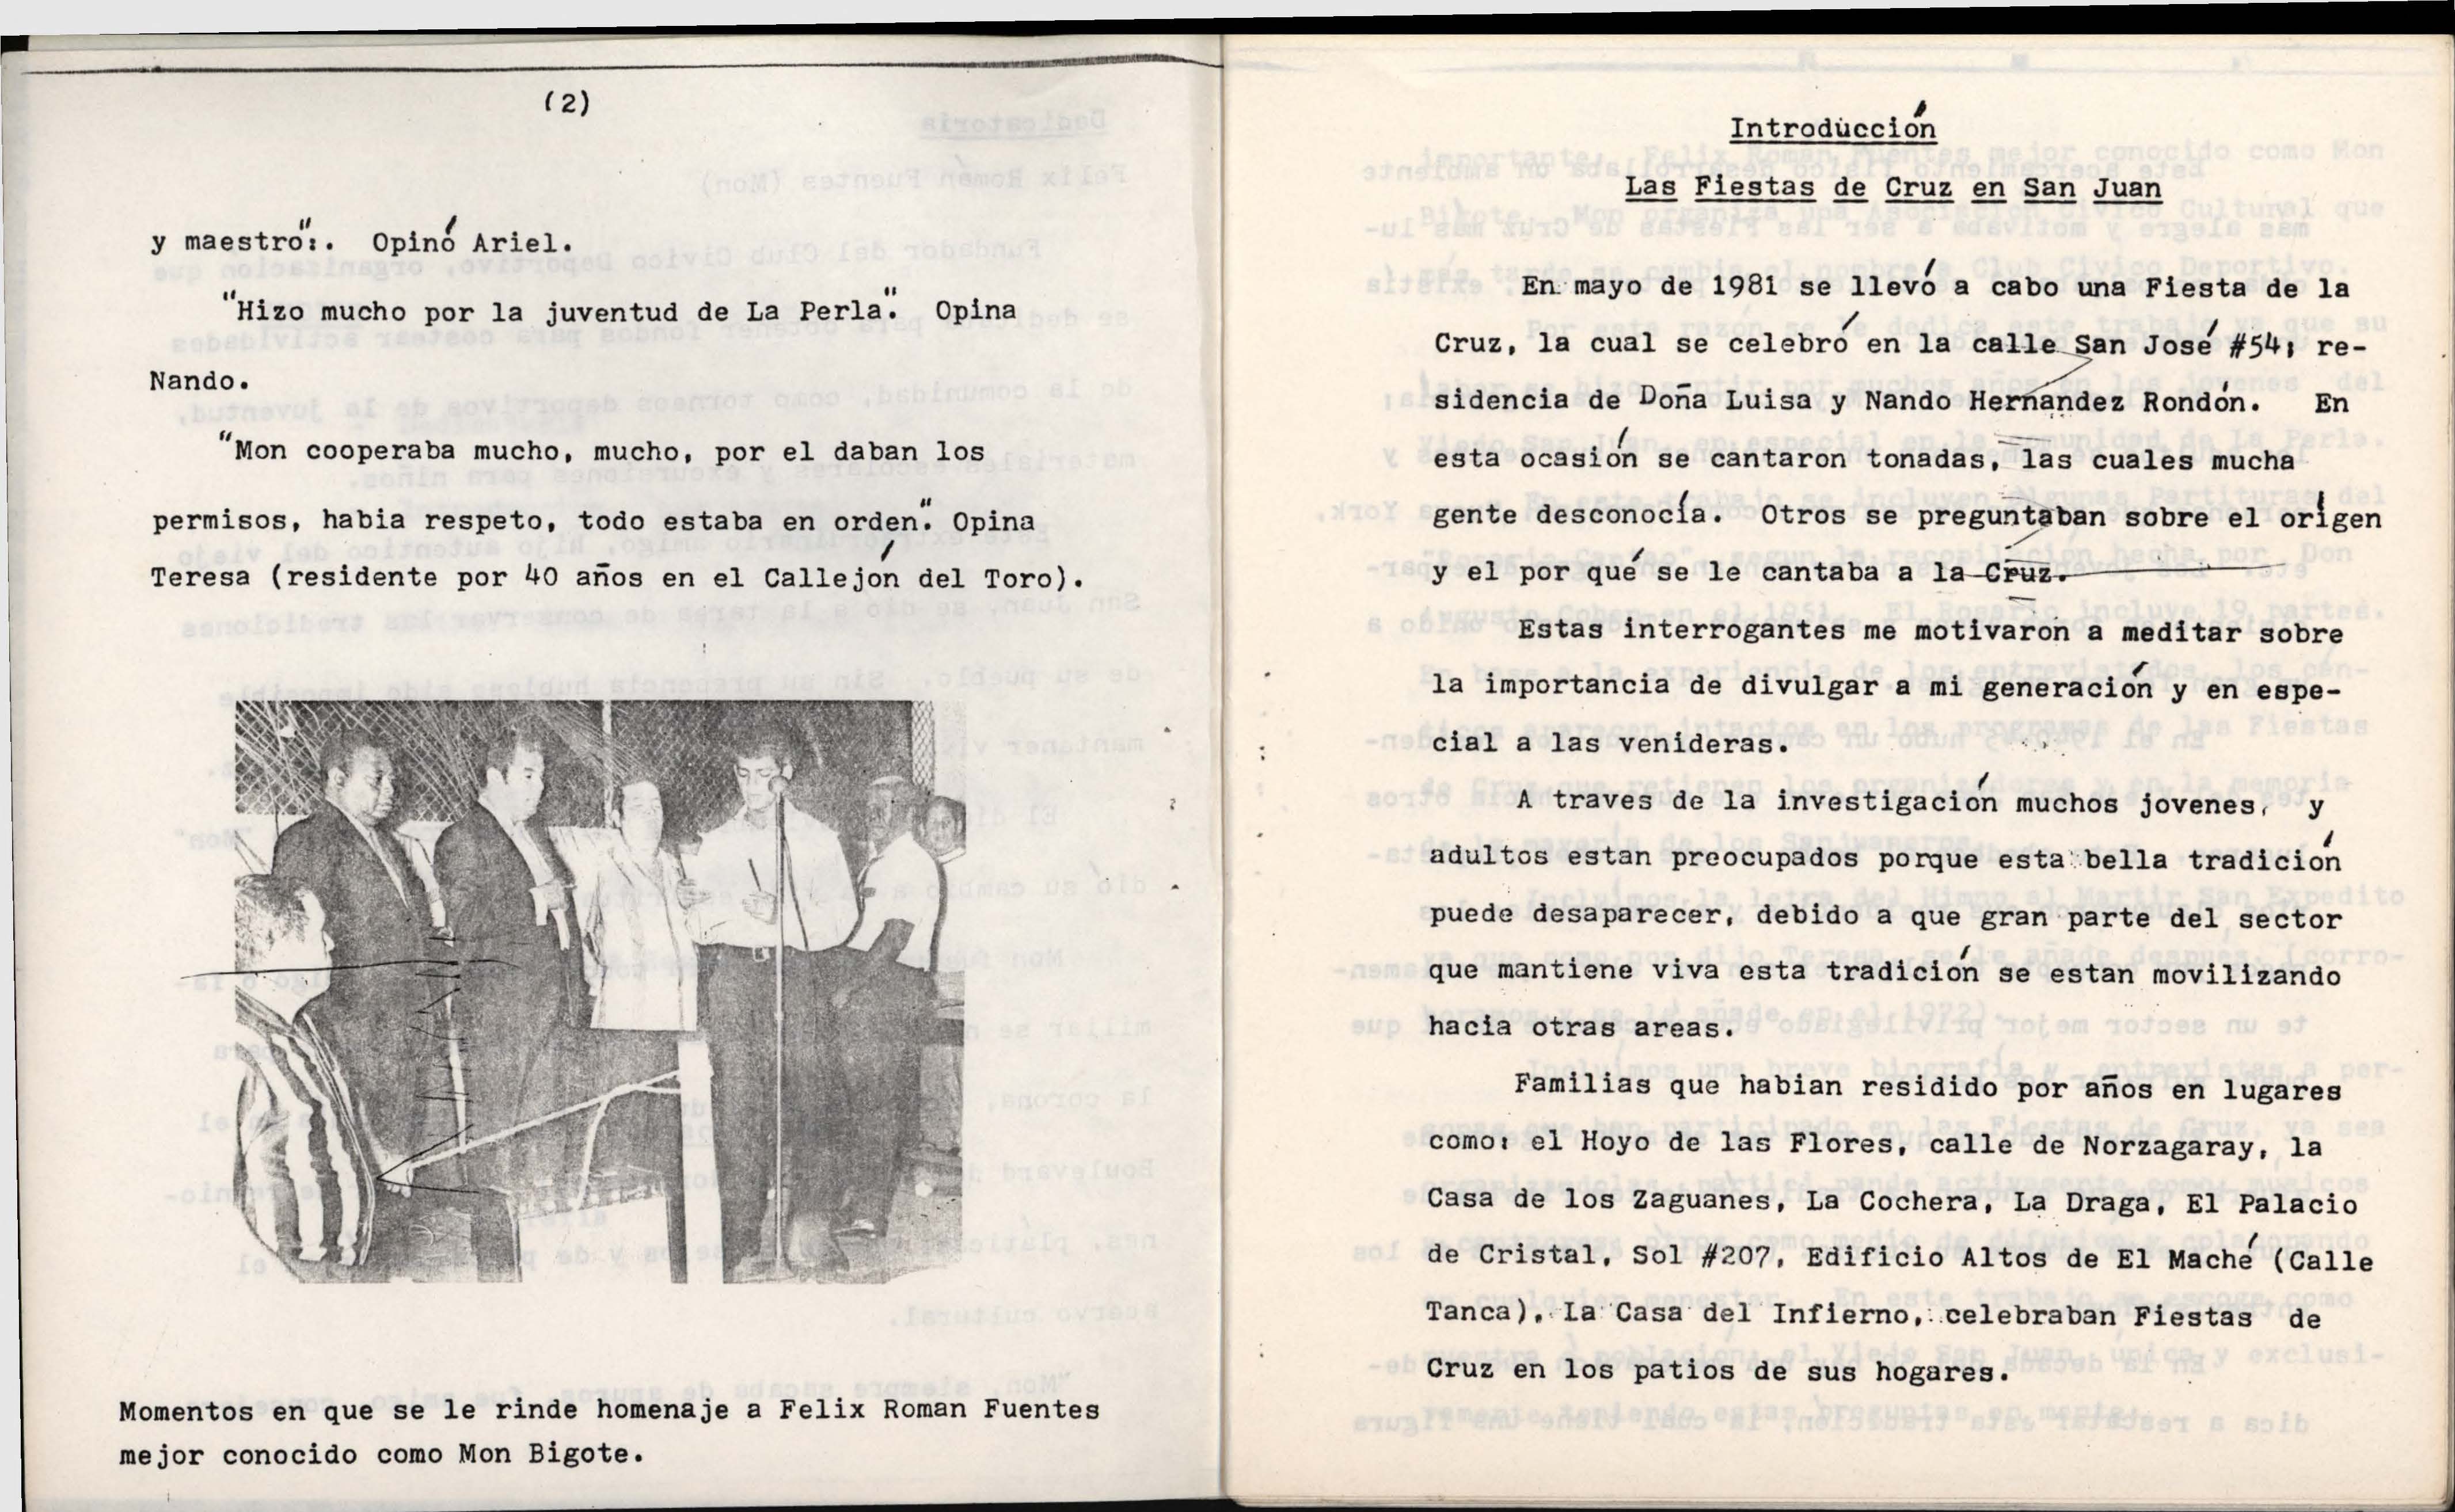 (2)
y maestro":. Opinó Ariel.
"Hizo mucho por la juventud de La Perla". Opina
Nando.
"Mon cooperaba mucho, mucho, por el daban los
permisos, habia respeto, todo estaba en orden". Opina
Teresa (residente por 40 años en el Callejón del Toro).
Momentos en que se le rinde homenaje a Felix Roman Fuentes
mejor conocido como Mon Bigote.
Introducción
Las Fiestas de Cruz en San Juan
En mayo de 1981 se llevó a cabo una Fiesta de la
Cruz, la cual se celebró en la calle San José #54; re-
sidencia de Doña Luisa y Nando Hernandez Rondón. En
esta ocasión se cantaron tonadas, las cuales mucha
gente desconocía. Otros se preguntaban sobre el orígen
y el por qué se le cantaba a la Cruz.
Estas interrogantes me motivaron a meditar sobre
la importancia de divulgar a mi generación y en espe-
cial a las venideras.
A traves de la investigación muchos jovenes, y
adultos estan preocupados porque esta bella tradición
puede desaparecer, debido a que gran parte del sector
que mantiene viva esta tradición se estan movilizando
hacia otras areas.
Familias que habian residido por años en lugares
como: el Hoyo de las Flores, calle de Norzagaray, la
Casa de los Zaguanes, La Cochera, La Draga, El Palacio
de Cristal, Sol #207, Edificio Altos de El Maché (Calle
Tanca), La Casa del Infierno, celebraban Fiestas de
Cruz en los patios de sus hogares.